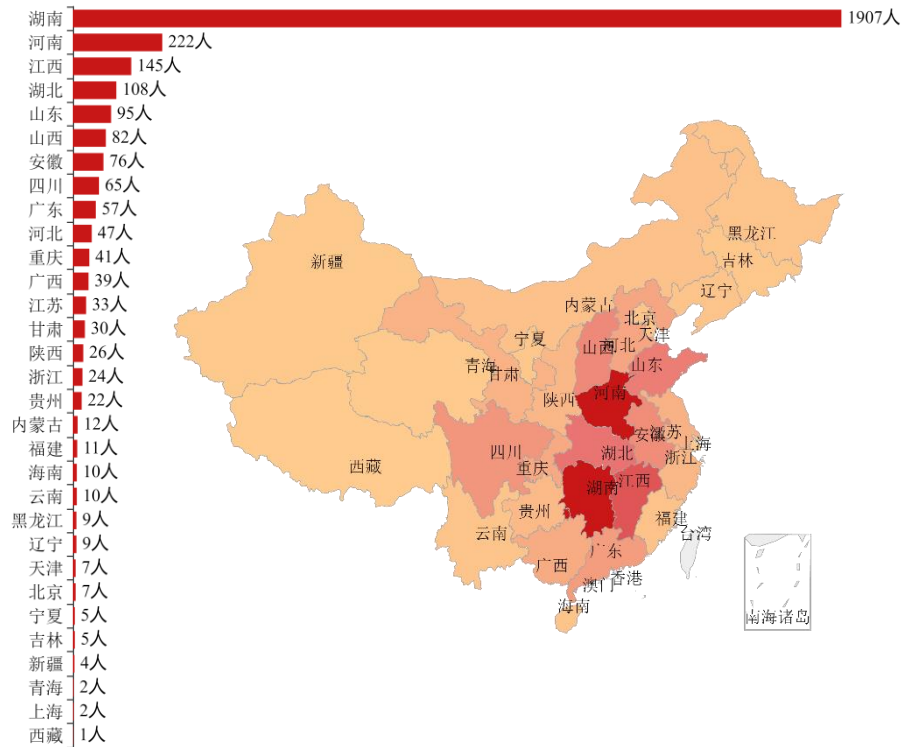 湖南 1907人
河南 222人
江西 145人
湖北 108人
山东 95人
山西 82人
安徽 76人
四川 65人
广东 57人
河北 47人
重庆 41人
广西 39人
江苏 33人
甘肃 30人
陕西 26人
浙江 24人
贵州 22人
内蒙古 12人
福建 11人
海南 10人
云南 10人
黑龙江 9人
辽宁 9人
天津 7人
北京 7人
宁夏 5人
吉林 5人
新疆 4人
青海 2人
上海 2人
西藏 1人
黑龙江
吉林
新疆
辽宁
内蒙古
北京
天津
宁夏
山西
河北
青海
甘肃
山东
河南
陕西
安徽
江苏
上海
四川
湖北
浙江
西藏
重庆
湖南
江西
贵州
福建
云南
台湾
广西
广东
澳门
香港
海南
南海诸岛